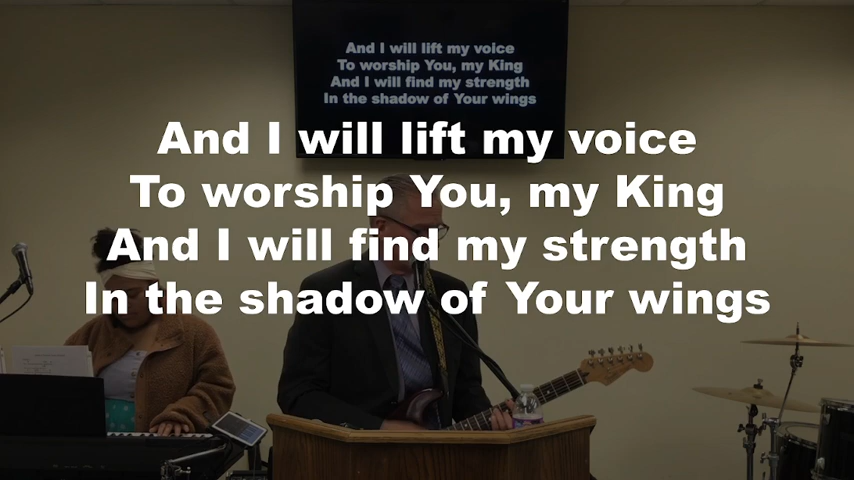 And I will lift my voice
To worship You, my King
And I will find my strength
In the shadow of Your wings
And I will lift my voice
To worship You, my King
And I will find my strength
In the shadow of Your wings